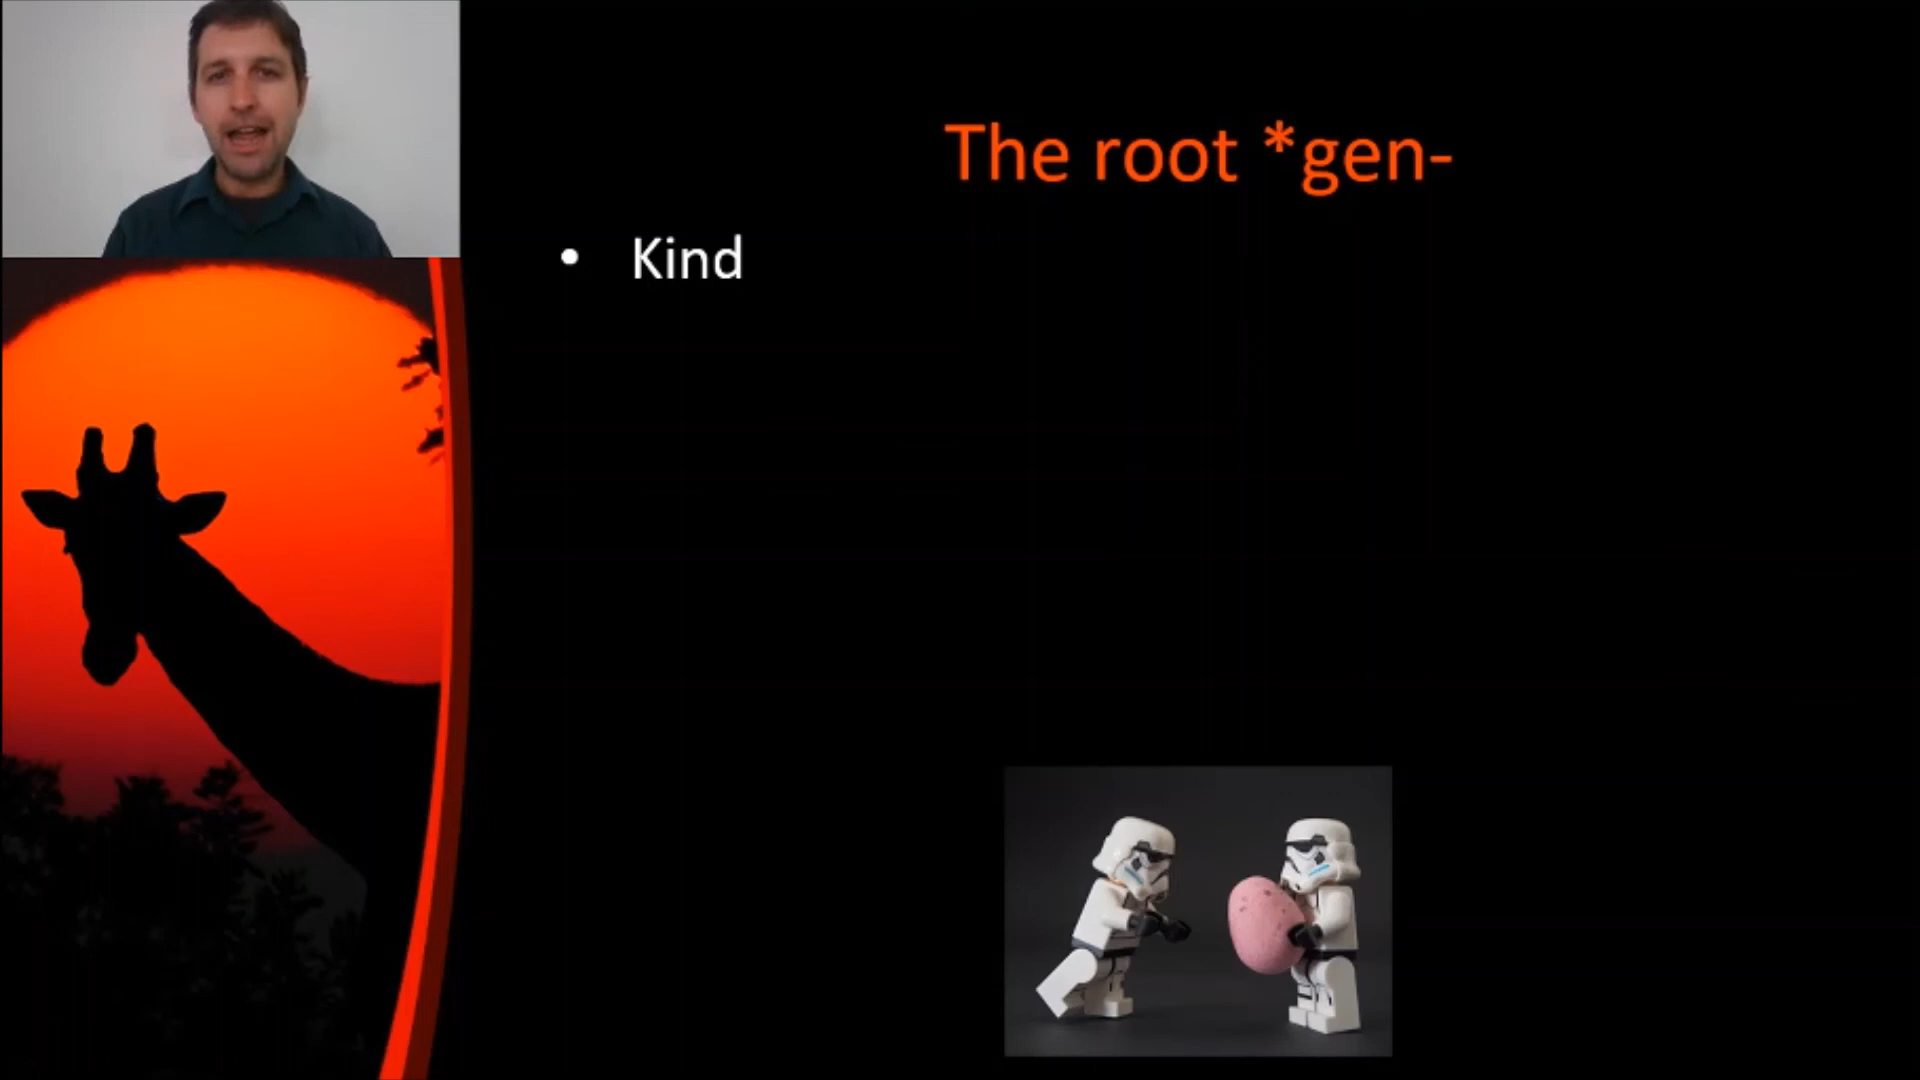 The root *gen-
• Kind